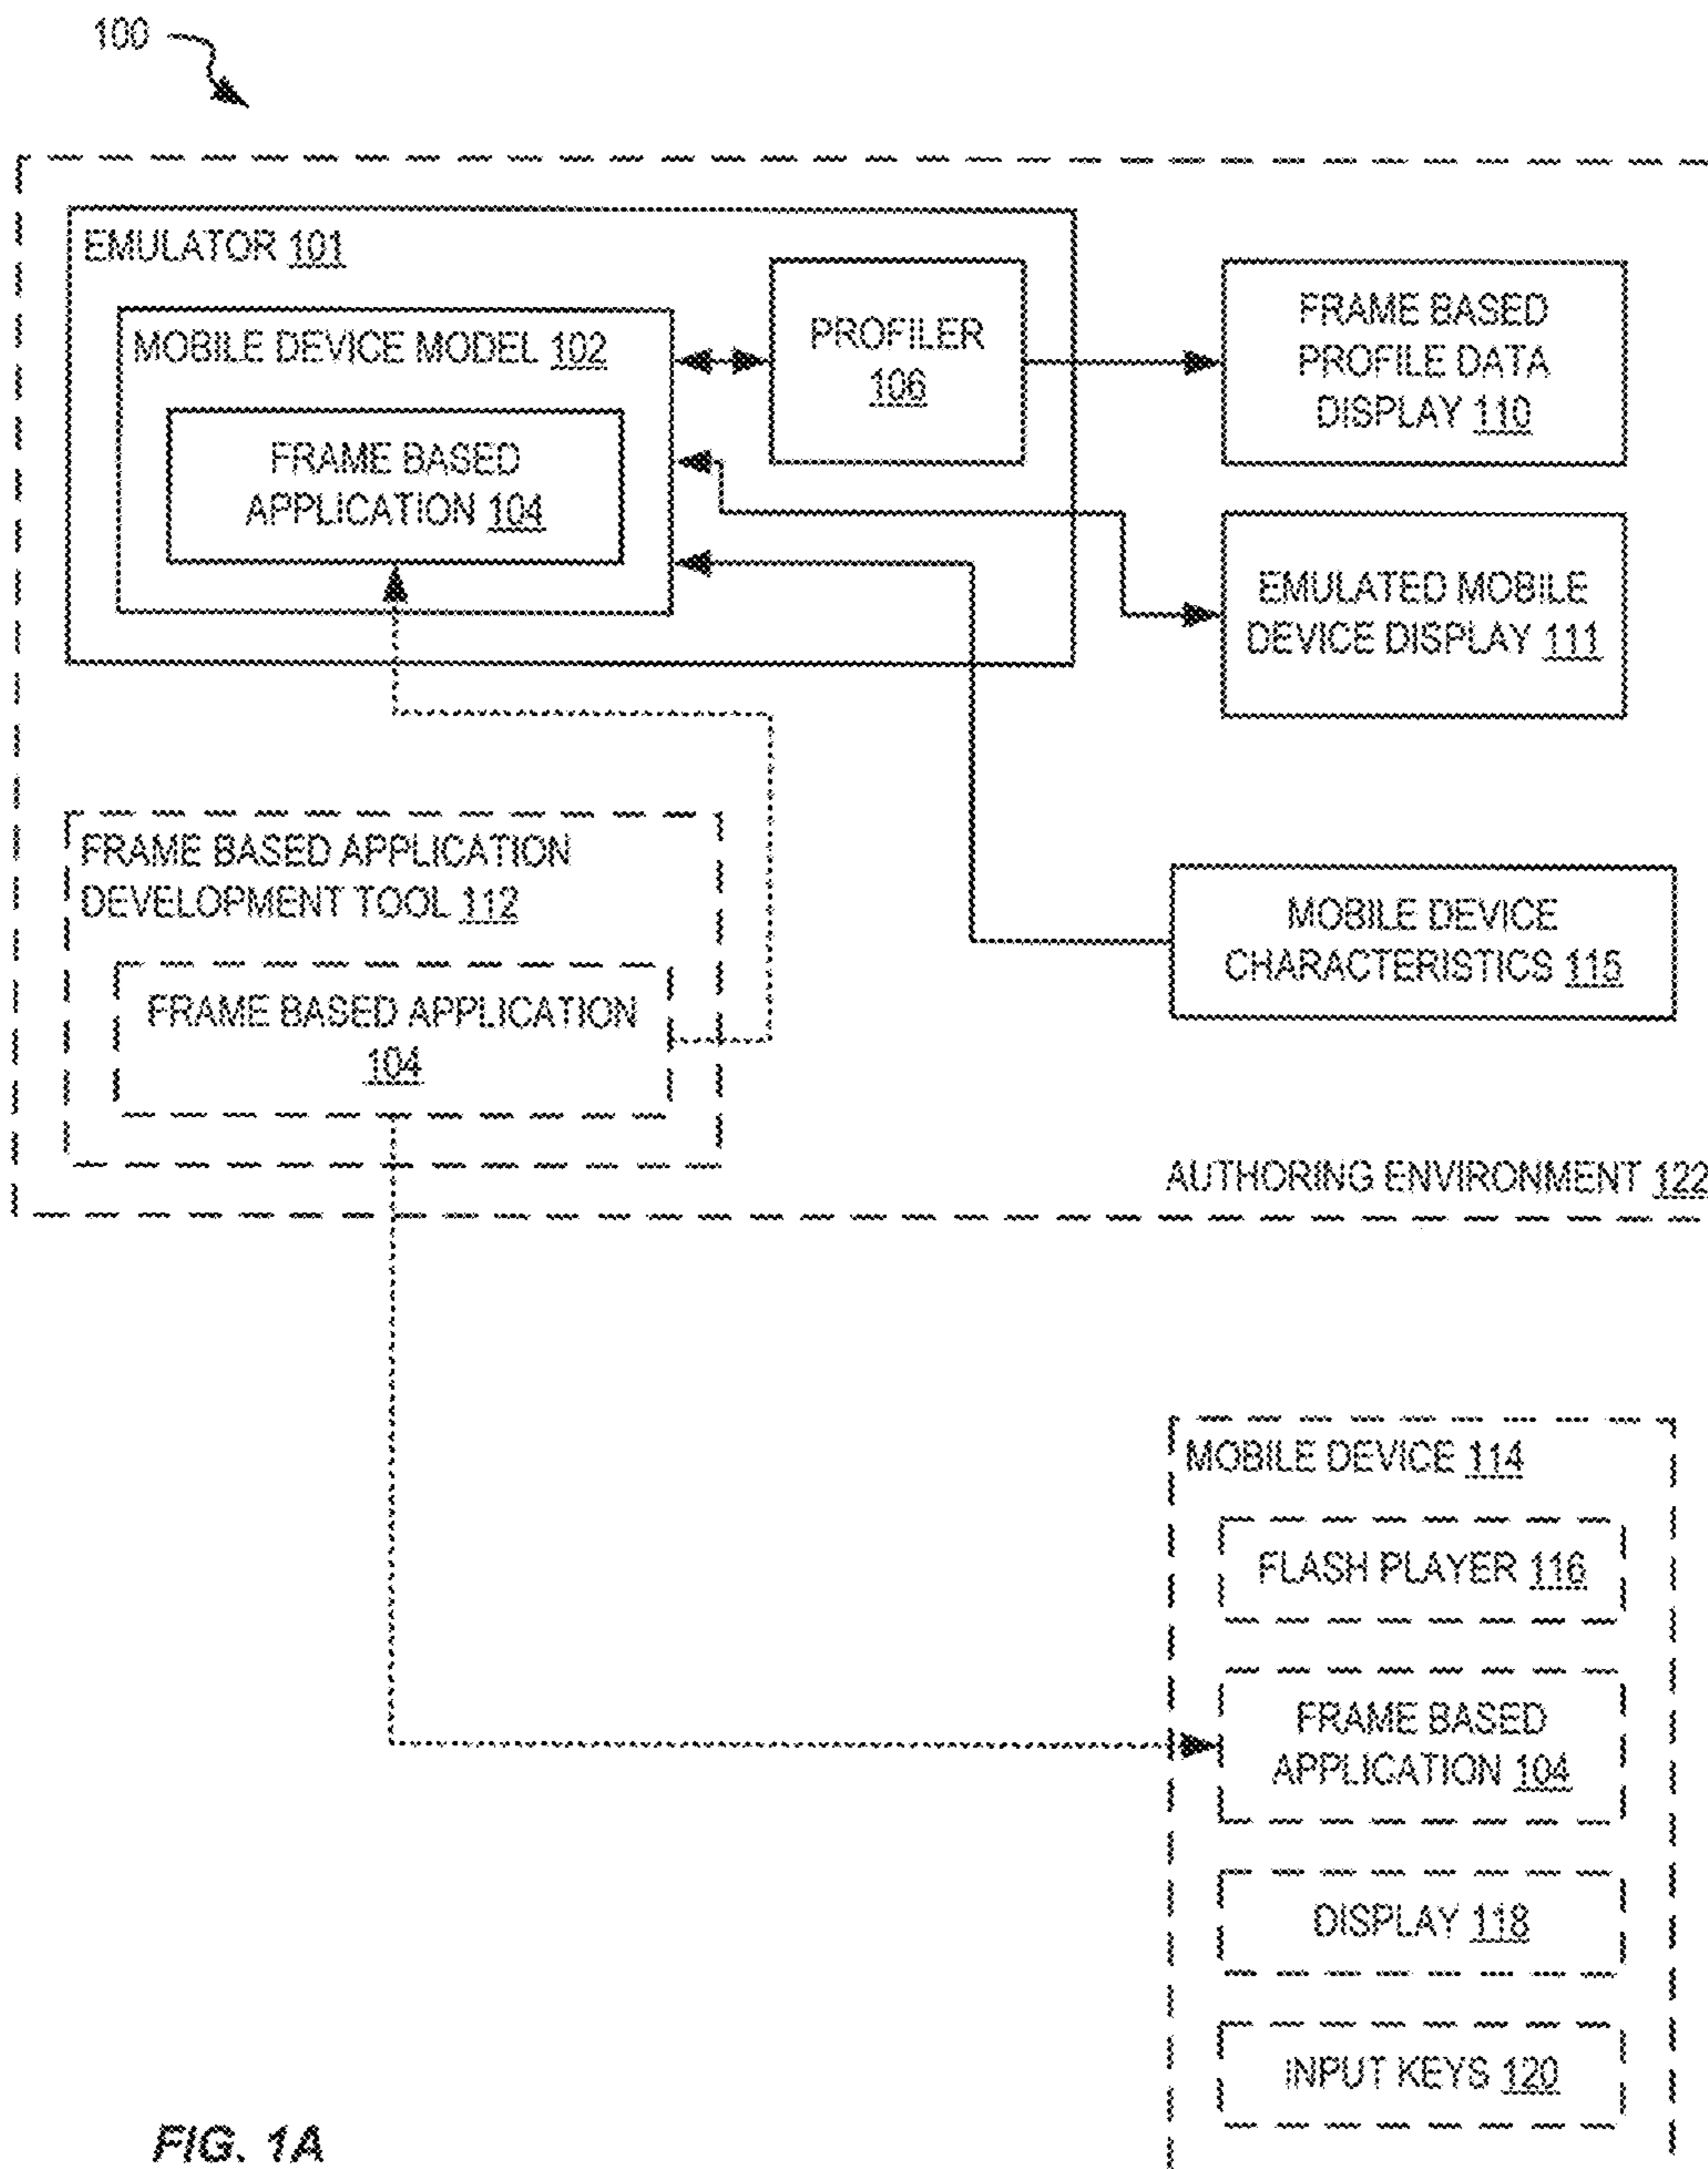 100
EMULATOR 101
MOBILE DEVICE MODEL 102
FRAME BASED
APPLICATION 104
PROFILER
106
FRAME BASED
PROFILE DATA
DISPLAY 110
EMULATED MOBILE
DEVICE DISPLAY 111
FRAME BASED APPLICATION
DEVELOPMENT TOOL 112
FRAME BASED APPLICATION
104
MOBILE DEVICE
CHARACTERISTICS 115
AUTHORING ENVIRONMENT 122
MOBILE DEVICE 114
FLASH PLAYER 116
FRAME BASED
APPLICATION 104
DISPLAY 118
INPUT KEYS 120
FIG. 1A